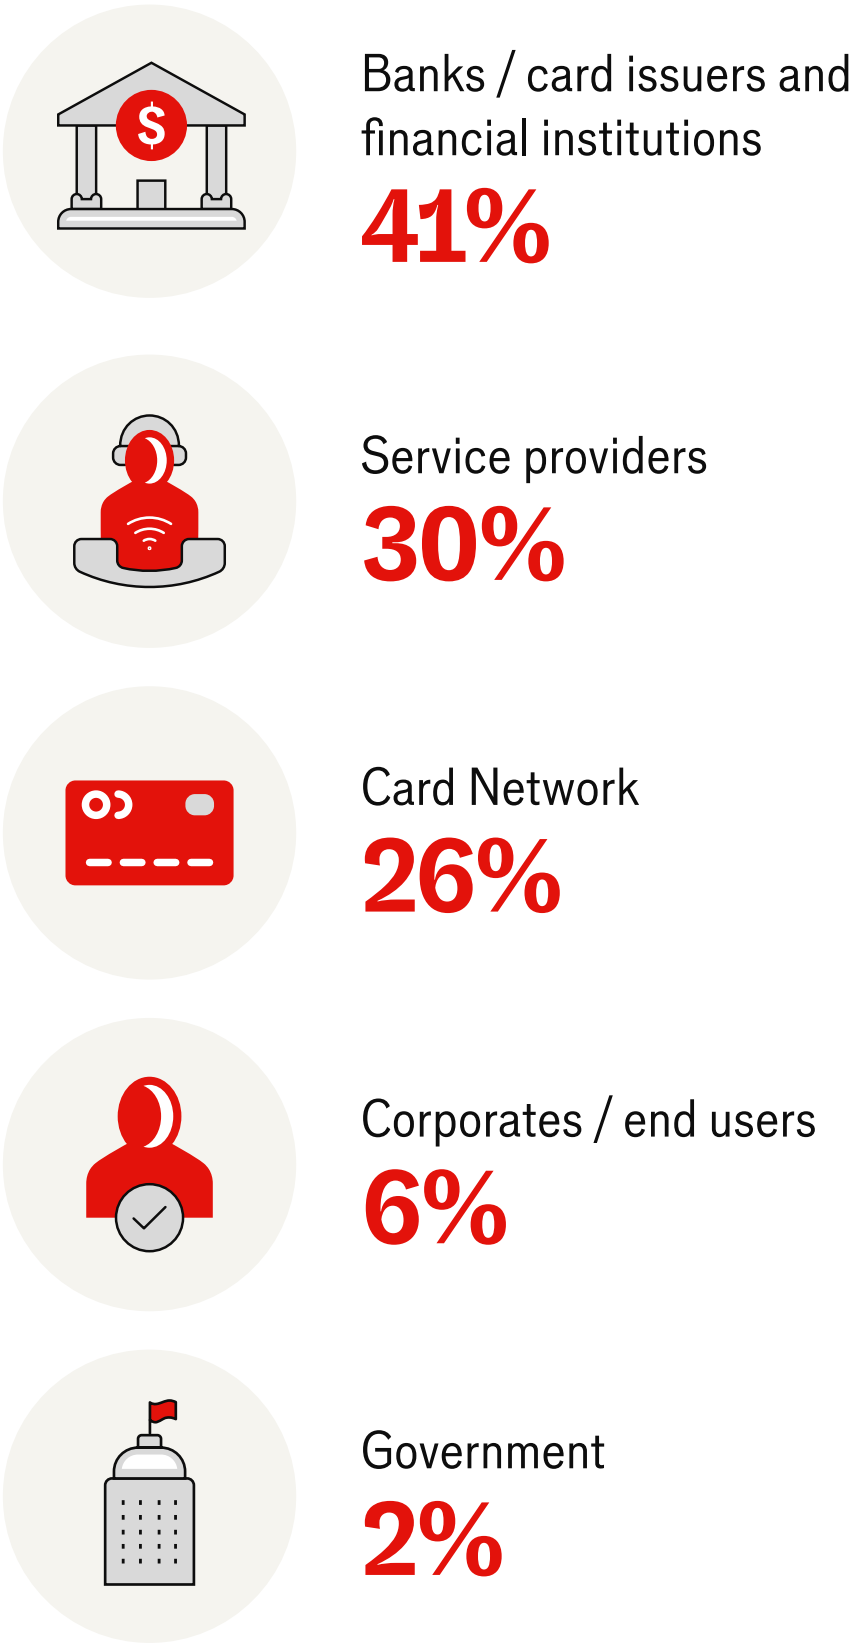 $
Banks / card issuers and
financial institutions
41%
Service providers
30%
Card Network
26%
Corporates / end users
6%
Government
2%